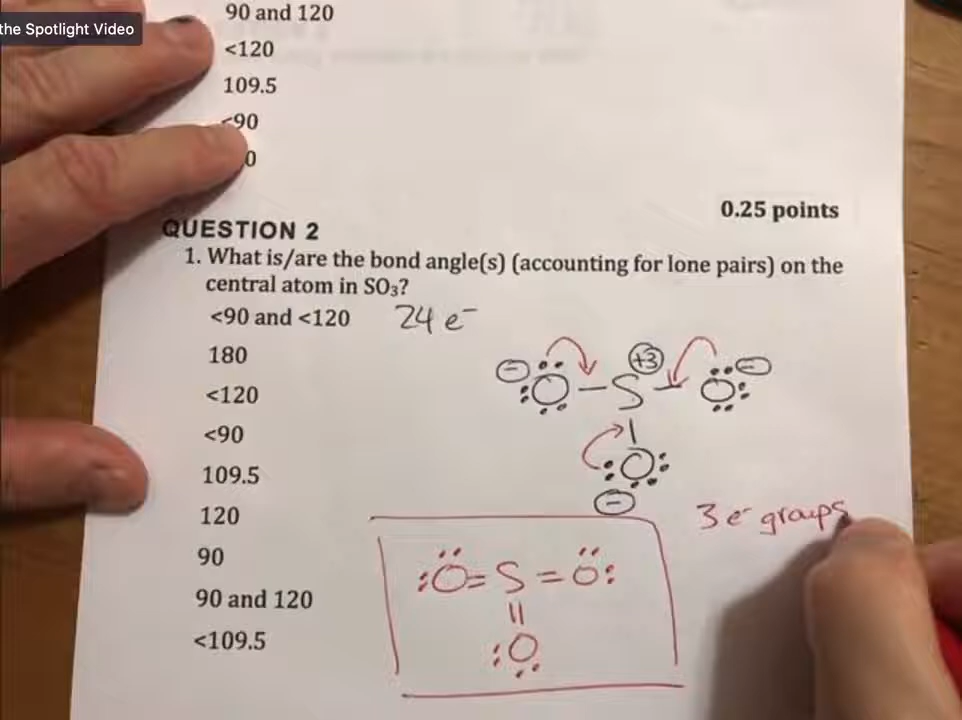 the Spotlight Video
90 and 120
<120
109.5
<90
0
0.25 points
QUESTION 2
1. What is/are the bond angle(s) (accounting for lone pairs) on the
central atom in SO₃?
<90 and <120 24 e⁻
180
<120
<90
109.5
120
90
90 and 120
<109.5
O – S – O
+3
O
3 e⁻ groups
O = S = O
||
O